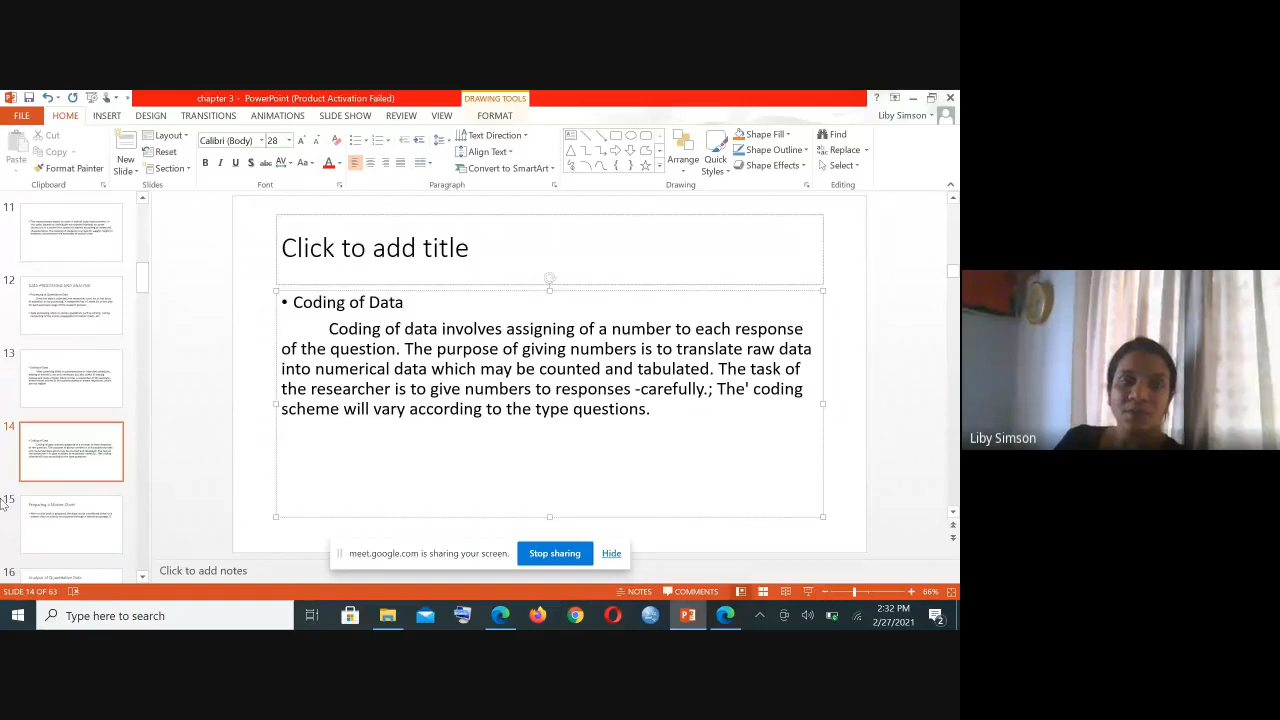 chapter 3 - PowerPoint (Product Activation Failed)
DRAWING TOOLS
FILE HOME INSERT DESIGN TRANSITIONS ANIMATIONS SLIDE SHOW REVIEW VIEW FORMAT
Liby Simson
Paste
Cut
Copy
Format Painter
Clipboard
New Slide
Layout
Reset
Section
Slides
Calibri (Body) 28
Font
Text Direction
Align Text
Convert to SmartArt
Paragraph
Arrange
Quick Styles
Shape Fill
Shape Outline
Shape Effects
Drawing
Find
Replace
Select
Editing
11
12
DATA PROCESSING AND ANALYSIS
13
14
15
Preparing a Master Chart
16
Analysis of Quantitative Data
Click to add title
• Coding of Data
Coding of data involves assigning of a number to each response
of the question. The purpose of giving numbers is to translate raw data
into numerical data which may be counted and tabulated. The task of
the researcher is to give numbers to responses -carefully.; The' coding
scheme will vary according to the type questions.
meet.google.com is sharing your screen. Stop sharing Hide
Click to add notes
SLIDE 14 OF 63
NOTES COMMENTS 66%
Type here to search
2:32 PM
2/27/2021
2
Liby Simson